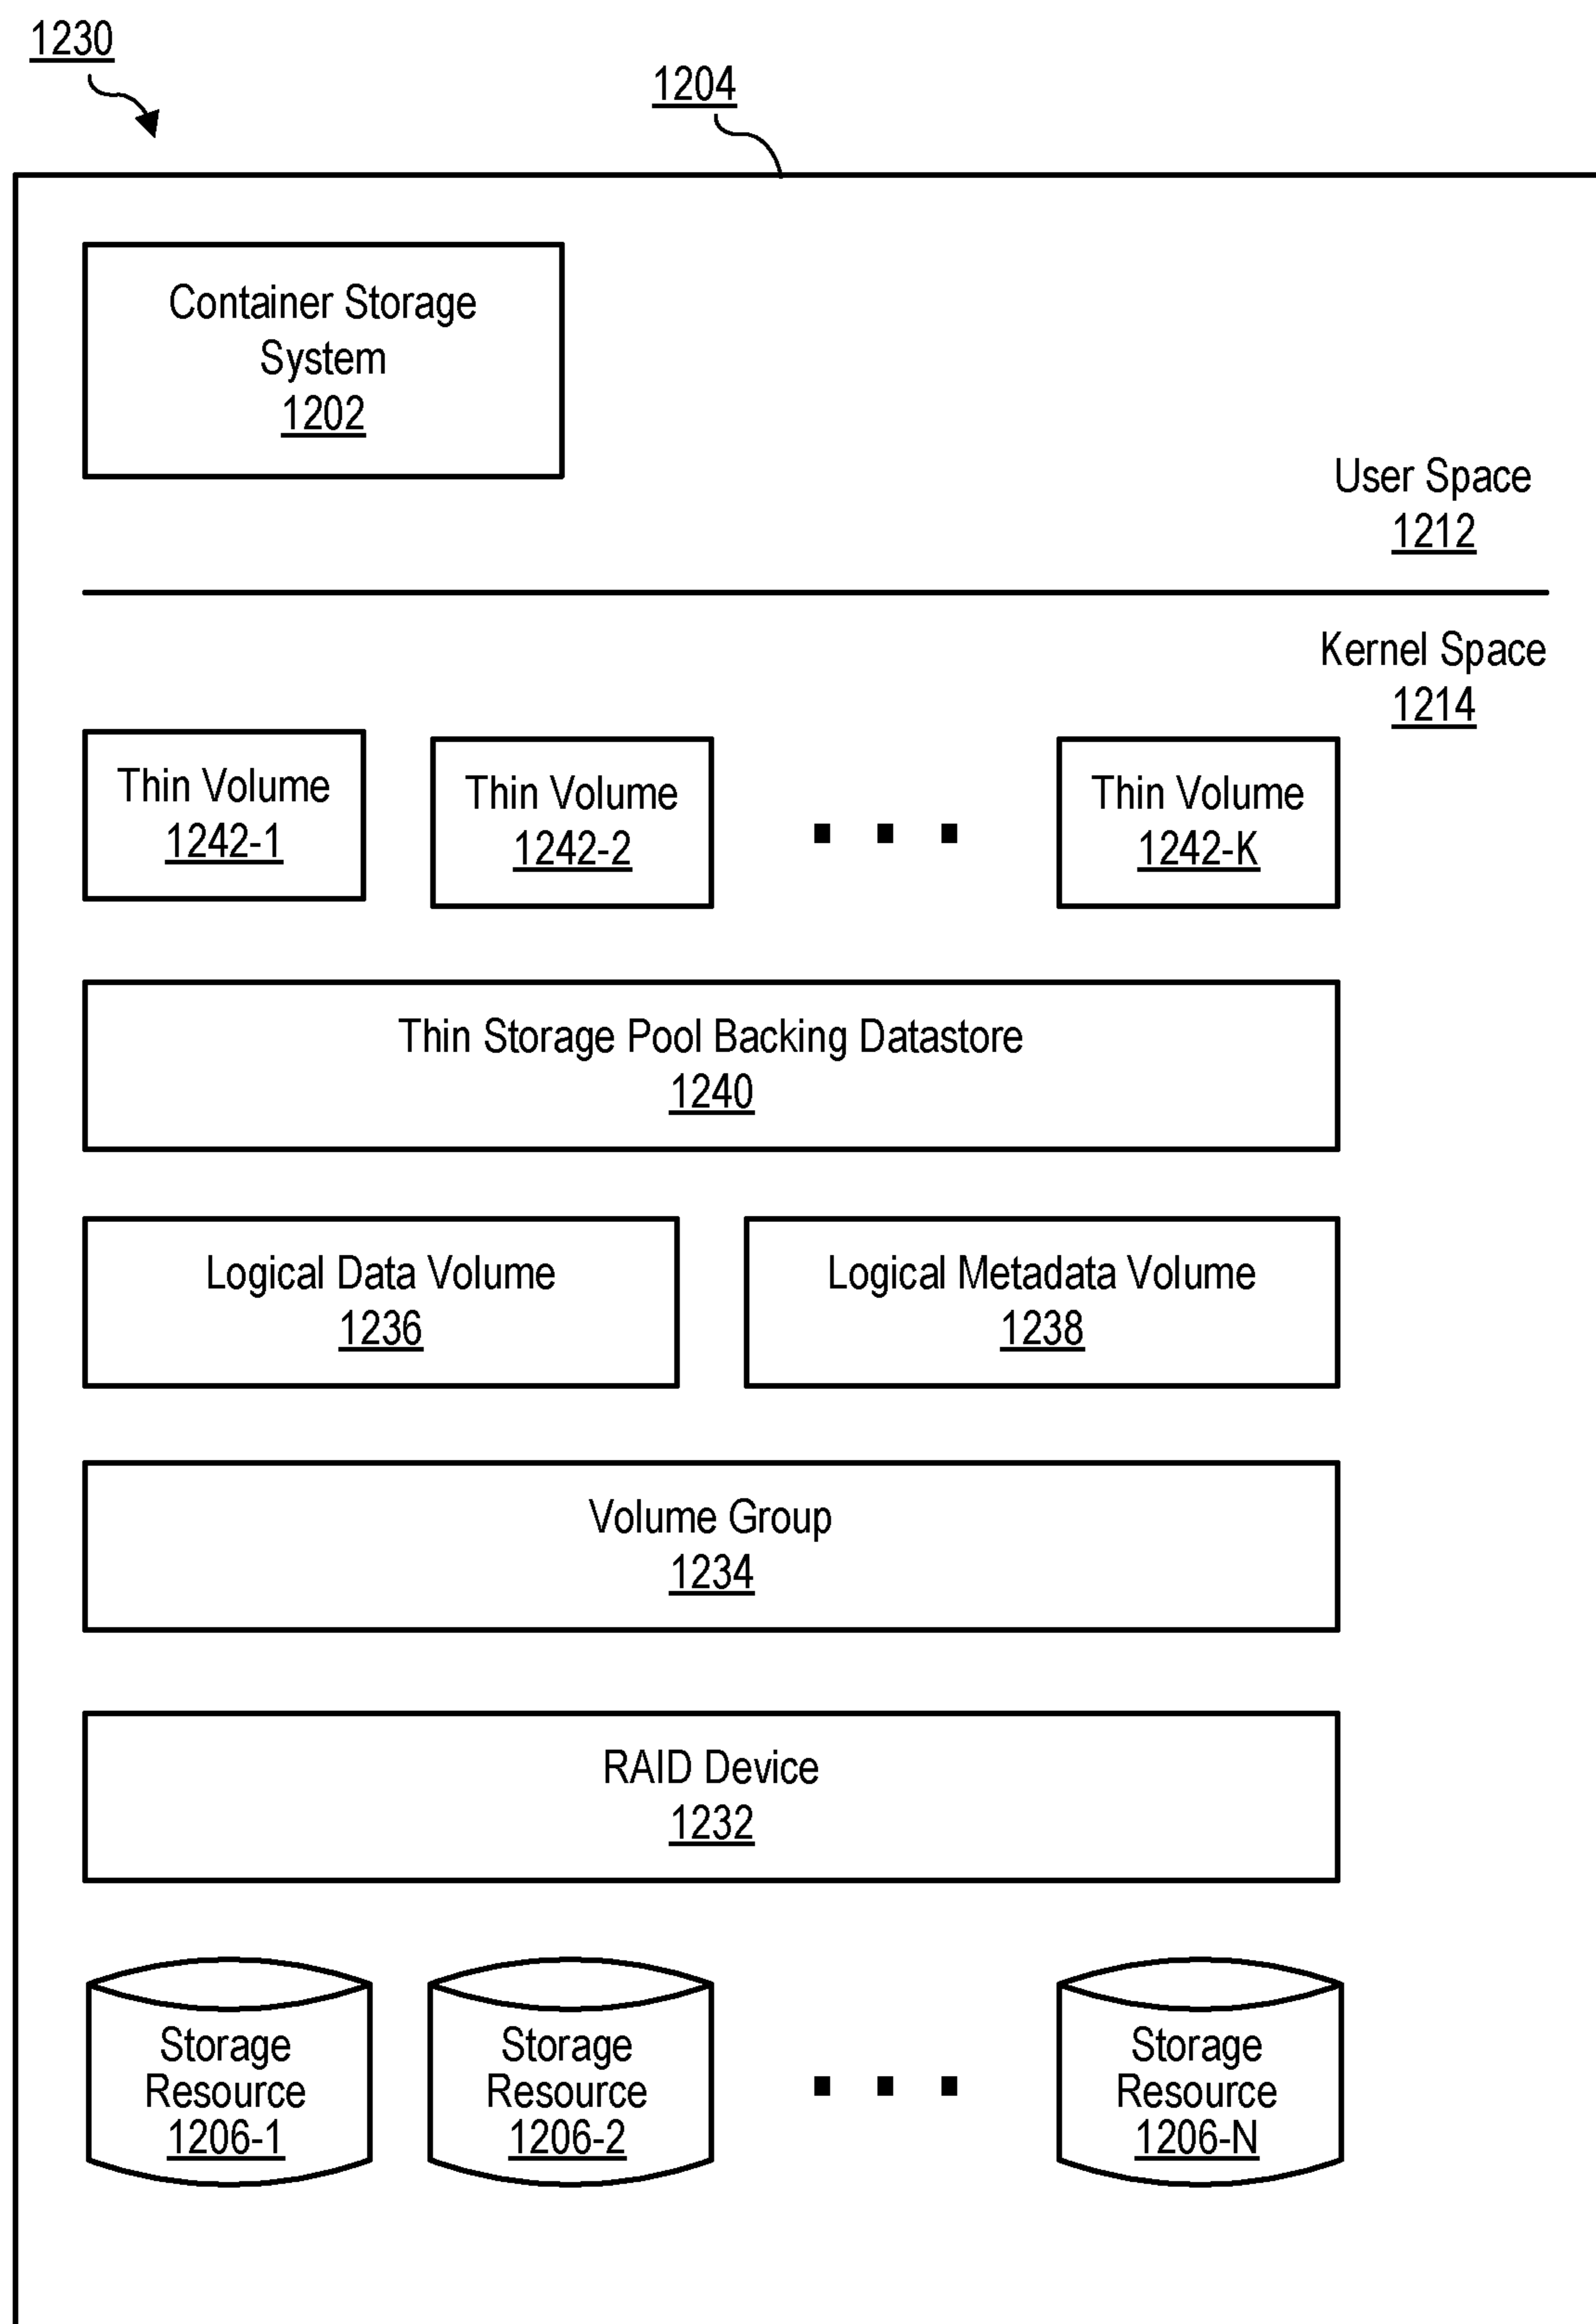 1230
1204
Container Storage
System
1202
User Space
1212
Kernel Space
1214
Thin Volume
1242-1
Thin Volume
1242-2
Thin Volume
1242-K
Thin Storage Pool Backing Datastore
1240
Logical Data Volume
1236
Logical Metadata Volume
1238
Volume Group
1234
RAID Device
1232
Storage
Resource
1206-1
Storage
Resource
1206-2
Storage
Resource
1206-N